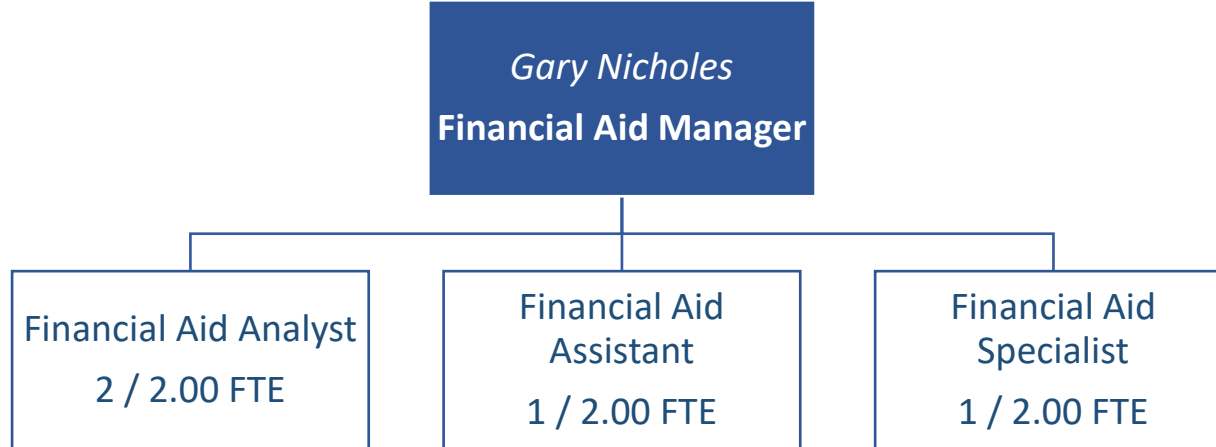 Gary Nicholes
Financial Aid Manager
Financial Aid Analyst
2 / 2.00 FTE
Financial Aid
Assistant
1 / 2.00 FTE
Financial Aid
Specialist
1 / 2.00 FTE